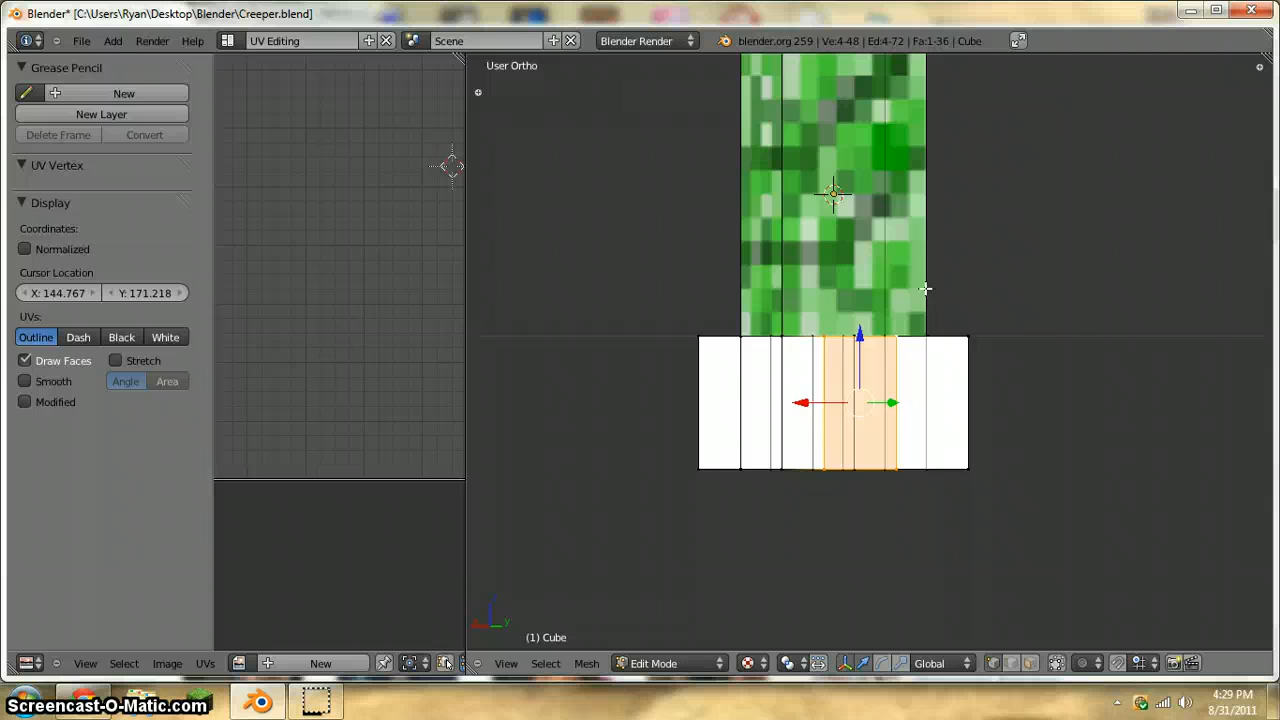 Blender* [C:\Users\Ryan\Desktop\Blender\Creeper.blend]
File Add Render Help UV Editing Scene Blender Render blender.org 259 | Ve:4-48 | Ed:4-72 | Fa:1-36 | Cube
Grease Pencil
New
New Layer
Delete Frame Convert
UV Vertex
Display
Coordinates:
Normalized
Cursor Location
X: 144.767 Y: 171.218
UVs:
Outline Dash Black White
Draw Faces Stretch
Smooth Angle Area
Modified
User Ortho
y
(1) Cube
View Select Image UVs New View Select Mesh Edit Mode Global
Screencast-O-Matic.com
4:29 PM
8/31/2011